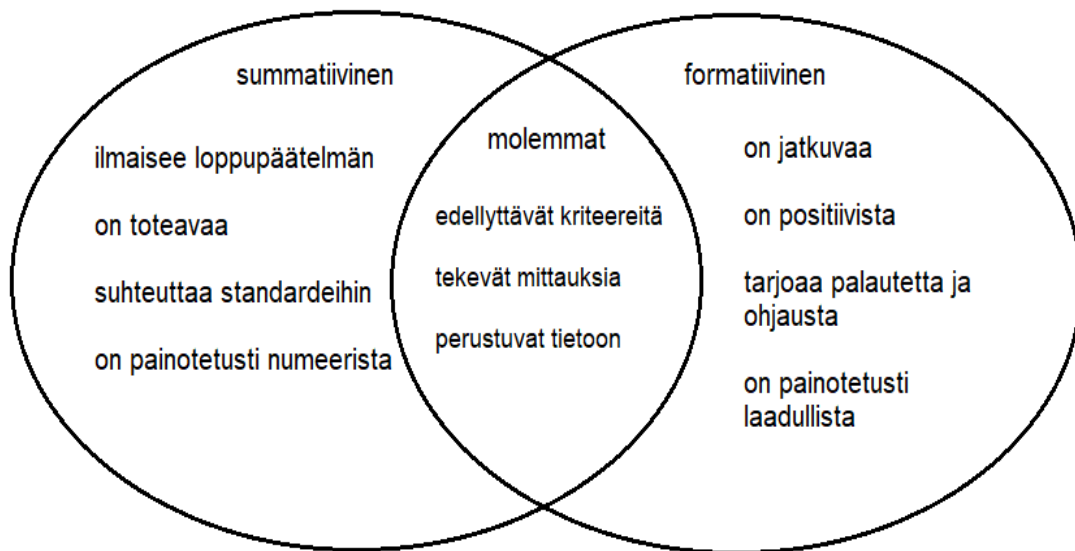 summatiivinen
ilmaisee loppupäätelmän
on toteavaa
suhteuttaa standardeihin
on painotetusti numeerista
molemmat
edellyttävät kriteereitä
tekevät mittauksia
perustuvat tietoon
formatiivinen
on jatkuvaa
on positiivista
tarjoaa palautetta ja
ohjausta
on painotetusti
laadullista